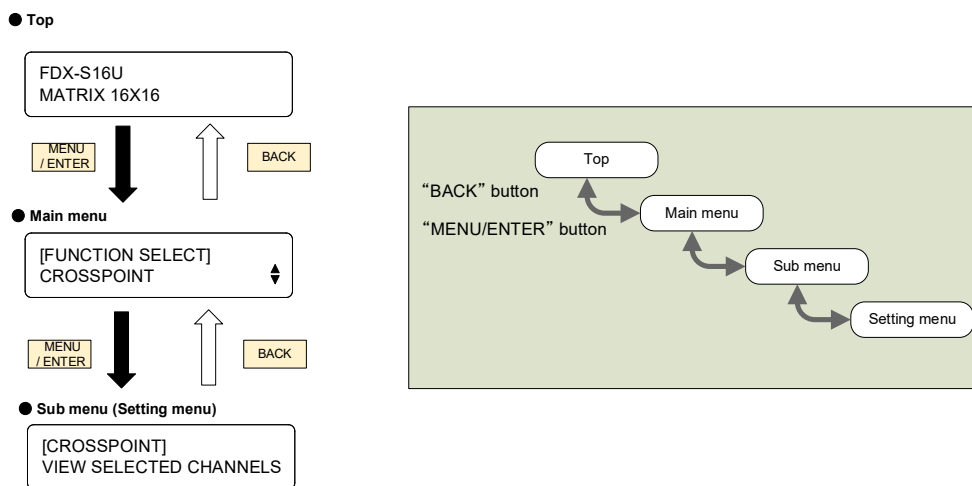 ● Top
FDX-S16U
MATRIX 16X16
MENU
/ ENTER
BACK
● Main menu
[FUNCTION SELECT]
CROSSPOINT
MENU
/ ENTER
BACK
● Sub menu (Setting menu)
[CROSSPOINT]
VIEW SELECTED CHANNELS
Top
“BACK” button
Main menu
“MENU/ENTER” button
Sub menu
Setting menu